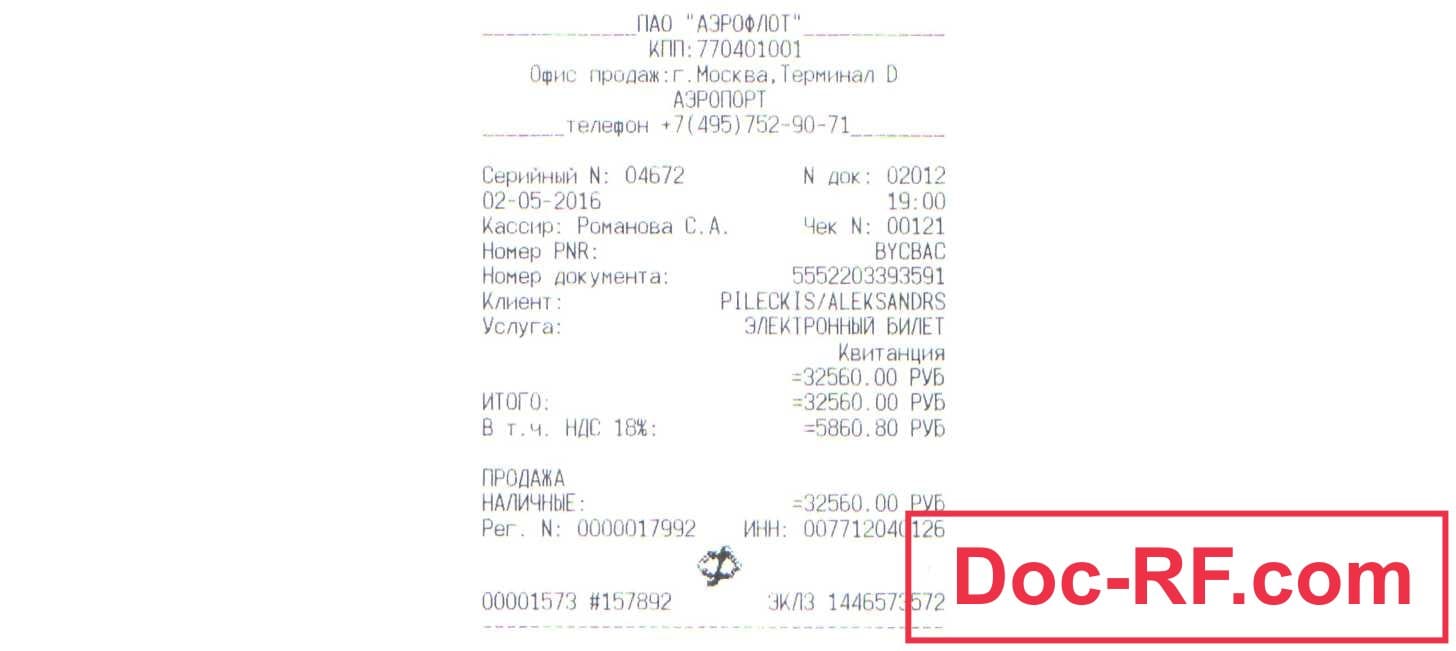 ПАО "АЭРОФЛОТ"
КПП:770401001
Офис продаж:г.Москва,Терминал D
АЭРОПОРТ
телефон +7(495)752-90-71
Серийный N: 04672 N док: 02012
02-05-2016 19:00
Кассир: Романова С.А. Чек N: 00121
Номер PNR: BYCBAC
Номер документа: 5552203393591
Клиент: PILECKIS/ALEKSANDRS
Услуга: ЭЛЕКТРОННЫЙ БИЛЕТ
Квитанция
=32560.00 РУБ
ИТОГО: =32560.00 РУБ
В т.ч. НДС 18%: =5860.80 РУБ
ПРОДАЖА
НАЛИЧНЫЕ: =32560.00 РУБ
Рег. N: 0000017992 ИНН: 007712040126
00001573 #157892 ЭКЛЗ 1446573572
Doc-RF.com